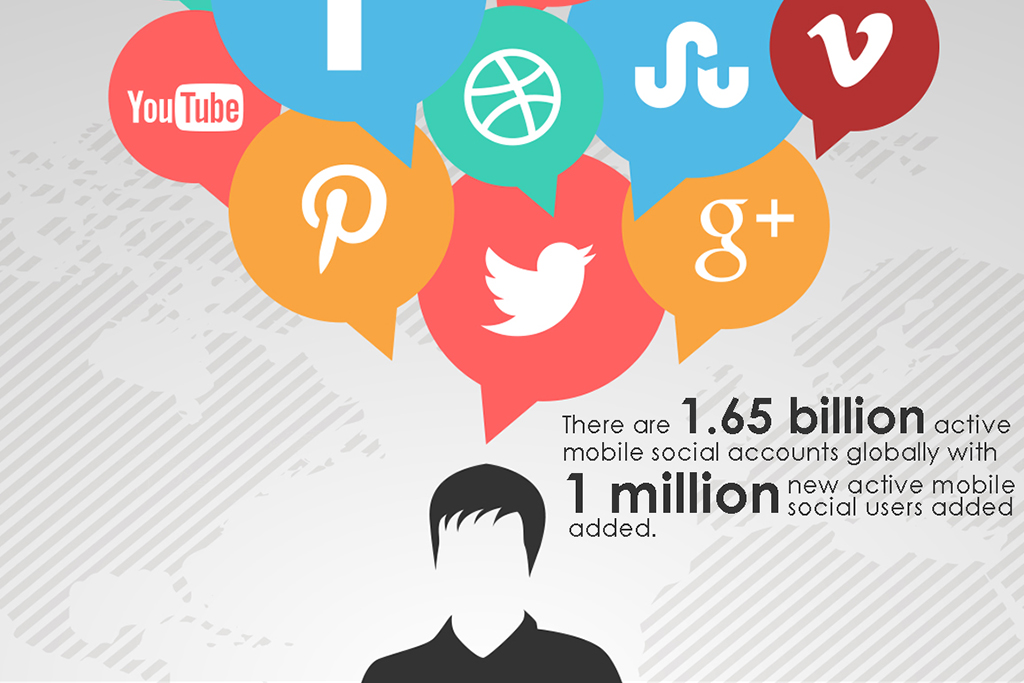 YouTube
g+
There are 1.65 billion active
mobile social accounts globally with
1 million new active mobile
social users added
added.